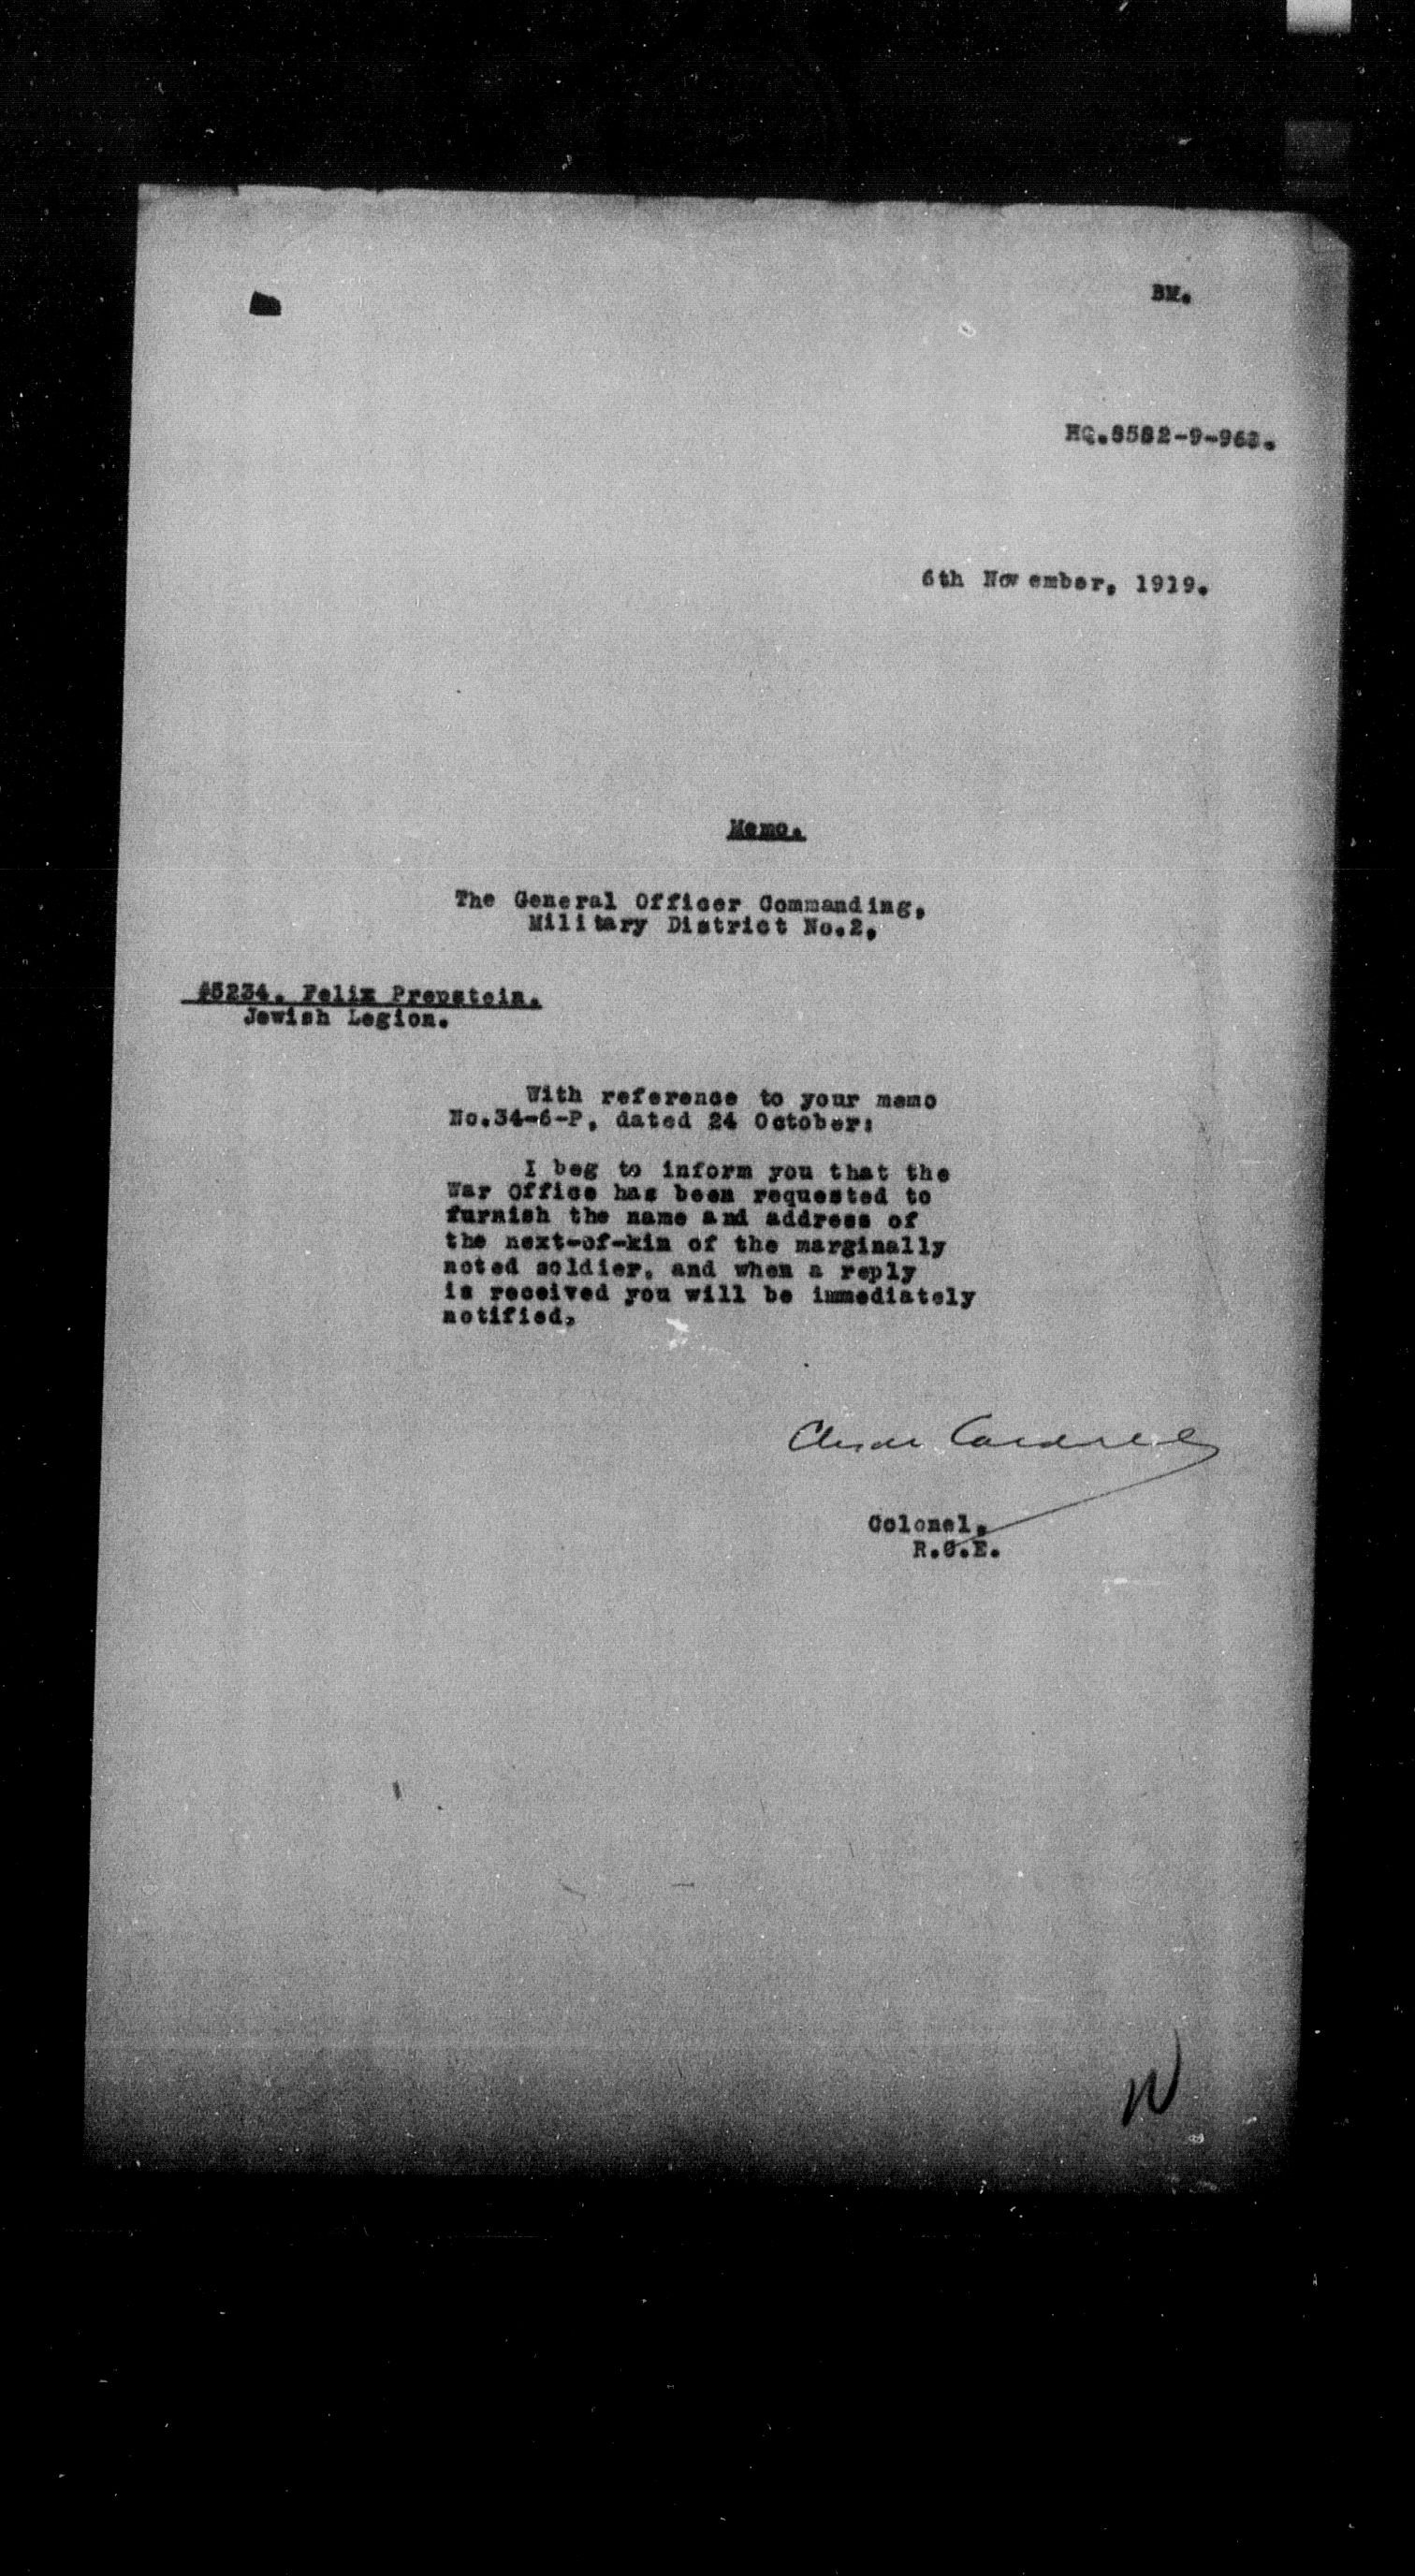 BM.
HQ.8582-9-963.
6th November, 1919.
Memo.
The General Officer Commanding,
Military District No.2,
#5234. Felix Prenstein.
Jewish Legion.
With reference to your memo
No.34-6-P, dated 24 October:
I beg to inform you that the
War Office has been requested to
furnish the name and address of
the next-of-kin of the marginally
noted soldier, and when a reply
is received you will be immediately
notified.
Colonel,
R.C.E.